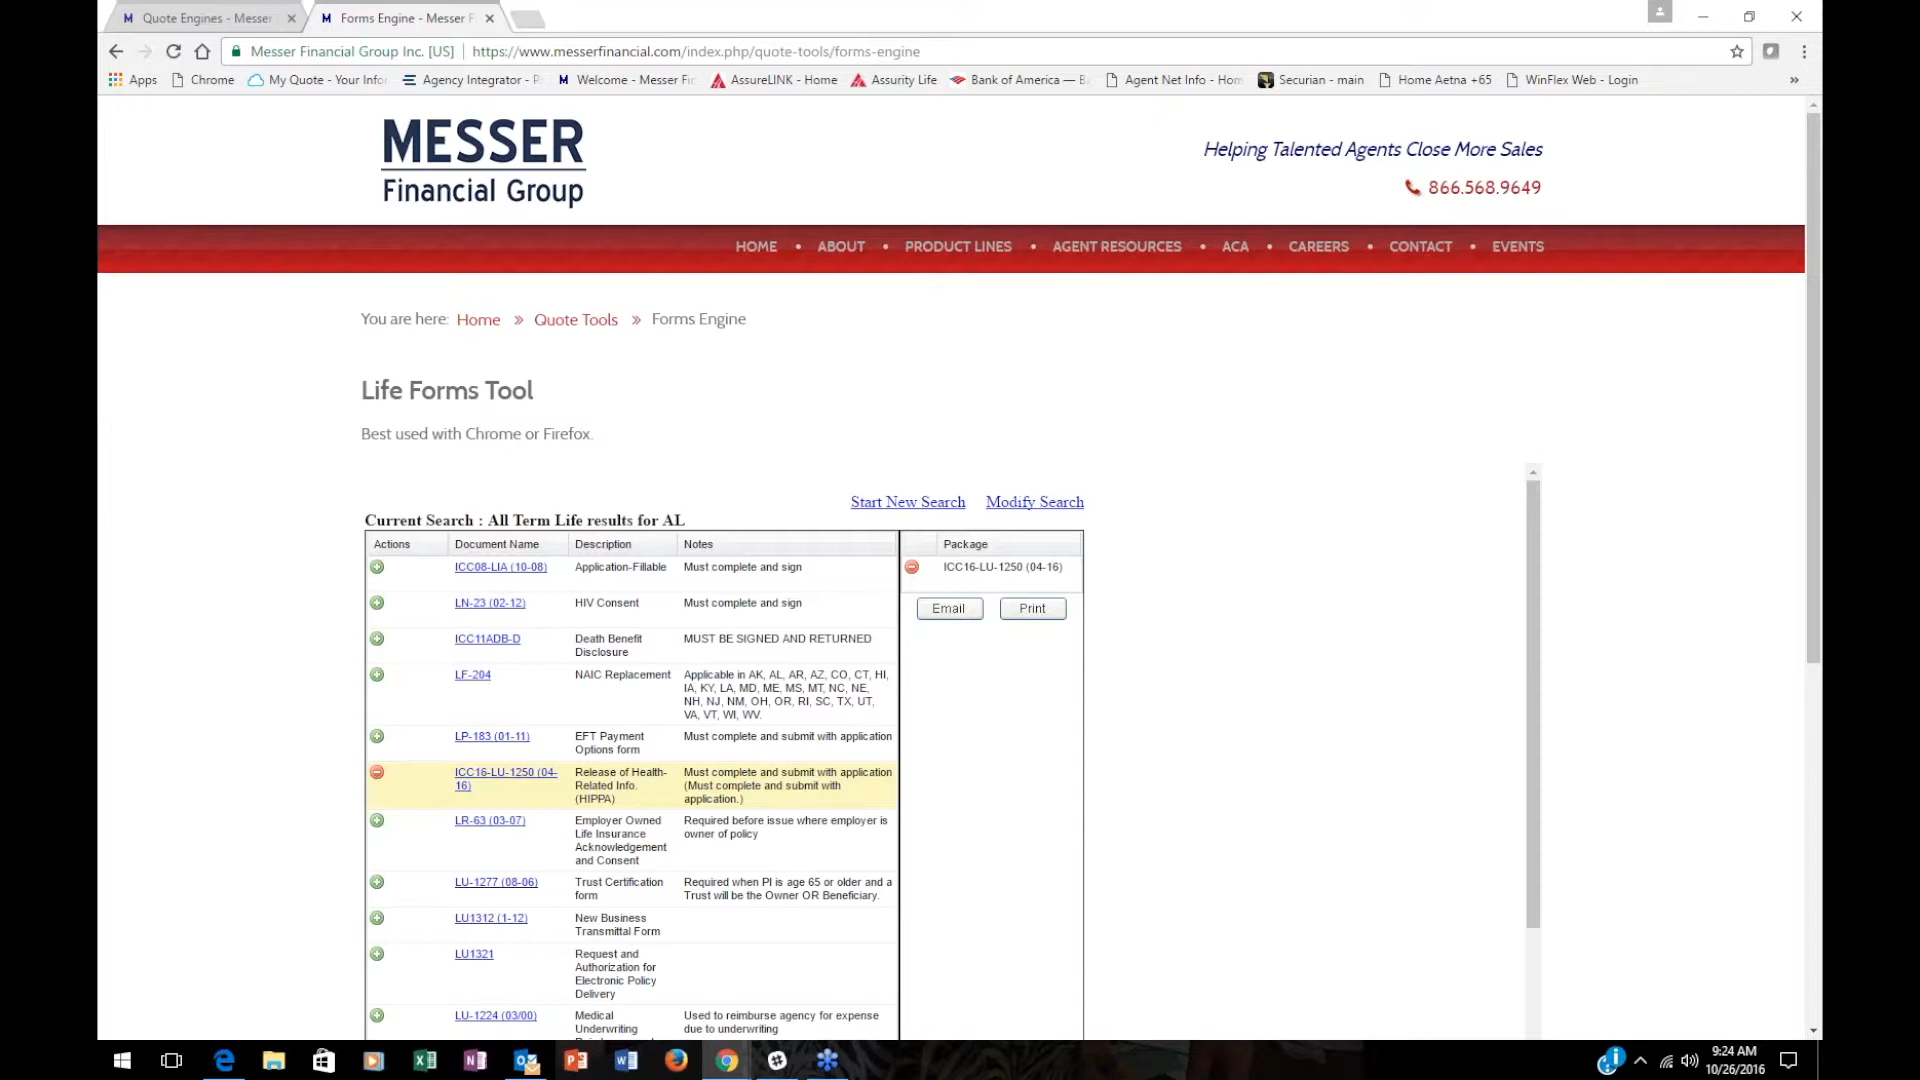 Quote Engines - Messer
Forms Engine - Messer F
Messer Financial Group Inc. [US] | https://www.messerfinancial.com/index.php/quote-tools/forms-engine
Apps Chrome My Quote - Your Info Agency Integrator - P Welcome - Messer Fin AssureLINK - Home Assurity Life Bank of America — B Agent Net Info - Hom Securian - main Home Aetna +65 WinFlex Web - Login »
MESSER
Financial Group
Helping Talented Agents Close More Sales
866.568.9649
HOME • ABOUT • PRODUCT LINES • AGENT RESOURCES • ACA • CAREERS • CONTACT • EVENTS
You are here: Home » Quote Tools » Forms Engine
Life Forms Tool
Best used with Chrome or Firefox.
Start New Search Modify Search
Current Search : All Term Life results for AL
Actions Document Name Description Notes Package
ICC08-LIA (10-08) Application-Fillable Must complete and sign ICC16-LU-1250 (04-16)
LN-23 (02-12) HIV Consent Must complete and sign Email Print
ICC11ADB-D Death Benefit MUST BE SIGNED AND RETURNED
Disclosure
LF-204 NAIC Replacement Applicable in AK, AL, AR, AZ, CO, CT, HI,
IA, KY, LA, MD, ME, MS, MT, NC, NE,
NH, NJ, NM, OH, OR, RI, SC, TX, UT,
VA, VT, WI, WV.
LP-183 (01-11) EFT Payment Must complete and submit with application
Options form
ICC16-LU-1250 (04- Release of Health- Must complete and submit with application
16) Related Info. (Must complete and submit with
(HIPPA) application.)
LR-63 (03-07) Employer Owned Required before issue where employer is
Life Insurance owner of policy
Acknowledgement
and Consent
LU-1277 (08-06) Trust Certification Required when PI is age 65 or older and a
form Trust will be the Owner OR Beneficiary.
LU1312 (1-12) New Business
Transmittal Form
LU1321 Request and
Authorization for
Electronic Policy
Delivery
LU-1224 (03/00) Medical Used to reimburse agency for expense
Underwriting due to underwriting
9:24 AM
10/26/2016